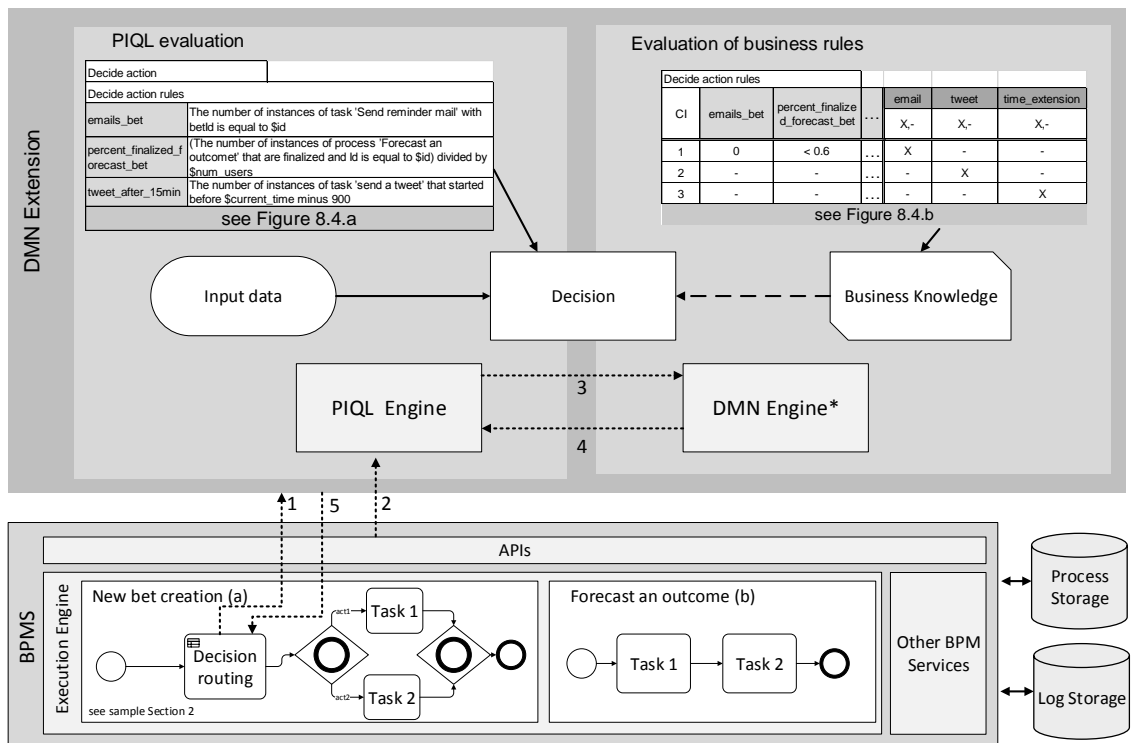 DMN Extension
PIQL evaluation
Decide action
Decide action rules
emails_bet
The number of instances of task 'Send reminder mail' with
betId is equal to $id
percent_finalized_f
orecast_bet
(The number of instances of process 'Forecast an
outcomet' that are finalized and Id is equal to $id) divided by
$num_users
tweet_after_15min
The number of instances of task 'send a tweet' that started
before $current_time minus 900
see Figure 8.4.a
Evaluation of business rules
Decide action rules
CI
emails_bet
percent_finalize
d_forecast_bet
...
email
tweet
time_extension
X,-
X,-
X,-
1 0 < 0.6 ... X - -
2 - - ... - X -
3 - - ... - - X
see Figure 8.4.b
Input data
Decision
Business Knowledge
PIQL Engine
3
4
DMN Engine*
1
5
2
BPMS
APIs
Execution Engine
New bet creation (a)
Decision
routing
act1
Task 1
act2
Task 2
see sample Section 2
Forecast an outcome (b)
Task 1
Task 2
Other BPM
Services
Process
Storage
Log Storage